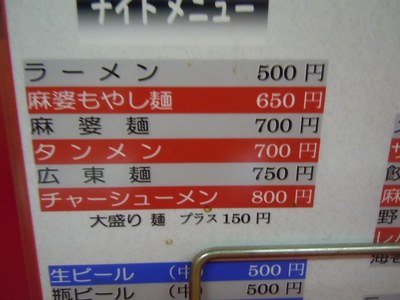 ナイトメニュー
ラーメン 500円
麻婆もやし麺 650円
麻婆麺 700円
タンメン 700円
広東麺 750円
チャーシューメン 800円
大盛り麺 プラス150円
生ビール (中 500円
瓶ビール (中 500円